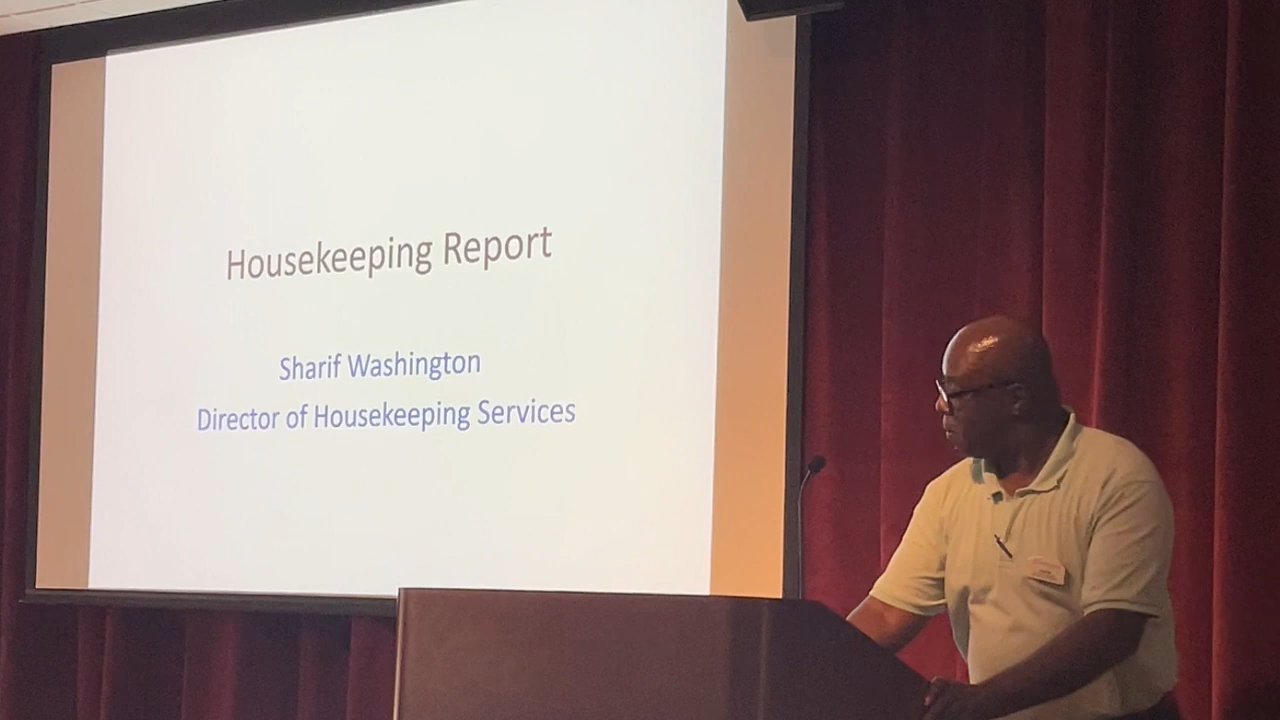 Housekeeping Report
Sharif Washington
Director of Housekeeping Services